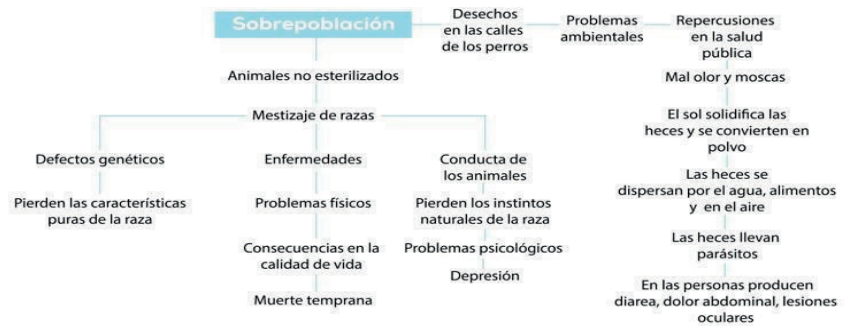 Sobrepoblación
Desechos
en las calles
de los perros
Problemas
ambientales
Repercusiones
en la salud
pública
Animales no esterilizados
Mestizaje de razas
Defectos genéticos
Pierden las características
puras de la raza
Enfermedades
Problemas físicos
Consecuencias en la
calidad de vida
Muerte temprana
Conducta de
los animales
Pierden los instintos
naturales de la raza
Problemas psicológicos
Depresión
Mal olor y moscas
El sol solidifica las
heces y se convierten en
polvo
Las heces se
dispersan por el agua, alimentos
y en el aire
Las heces llevan
parásitos
En las personas producen
diarea, dolor abdominal, lesiones
oculares